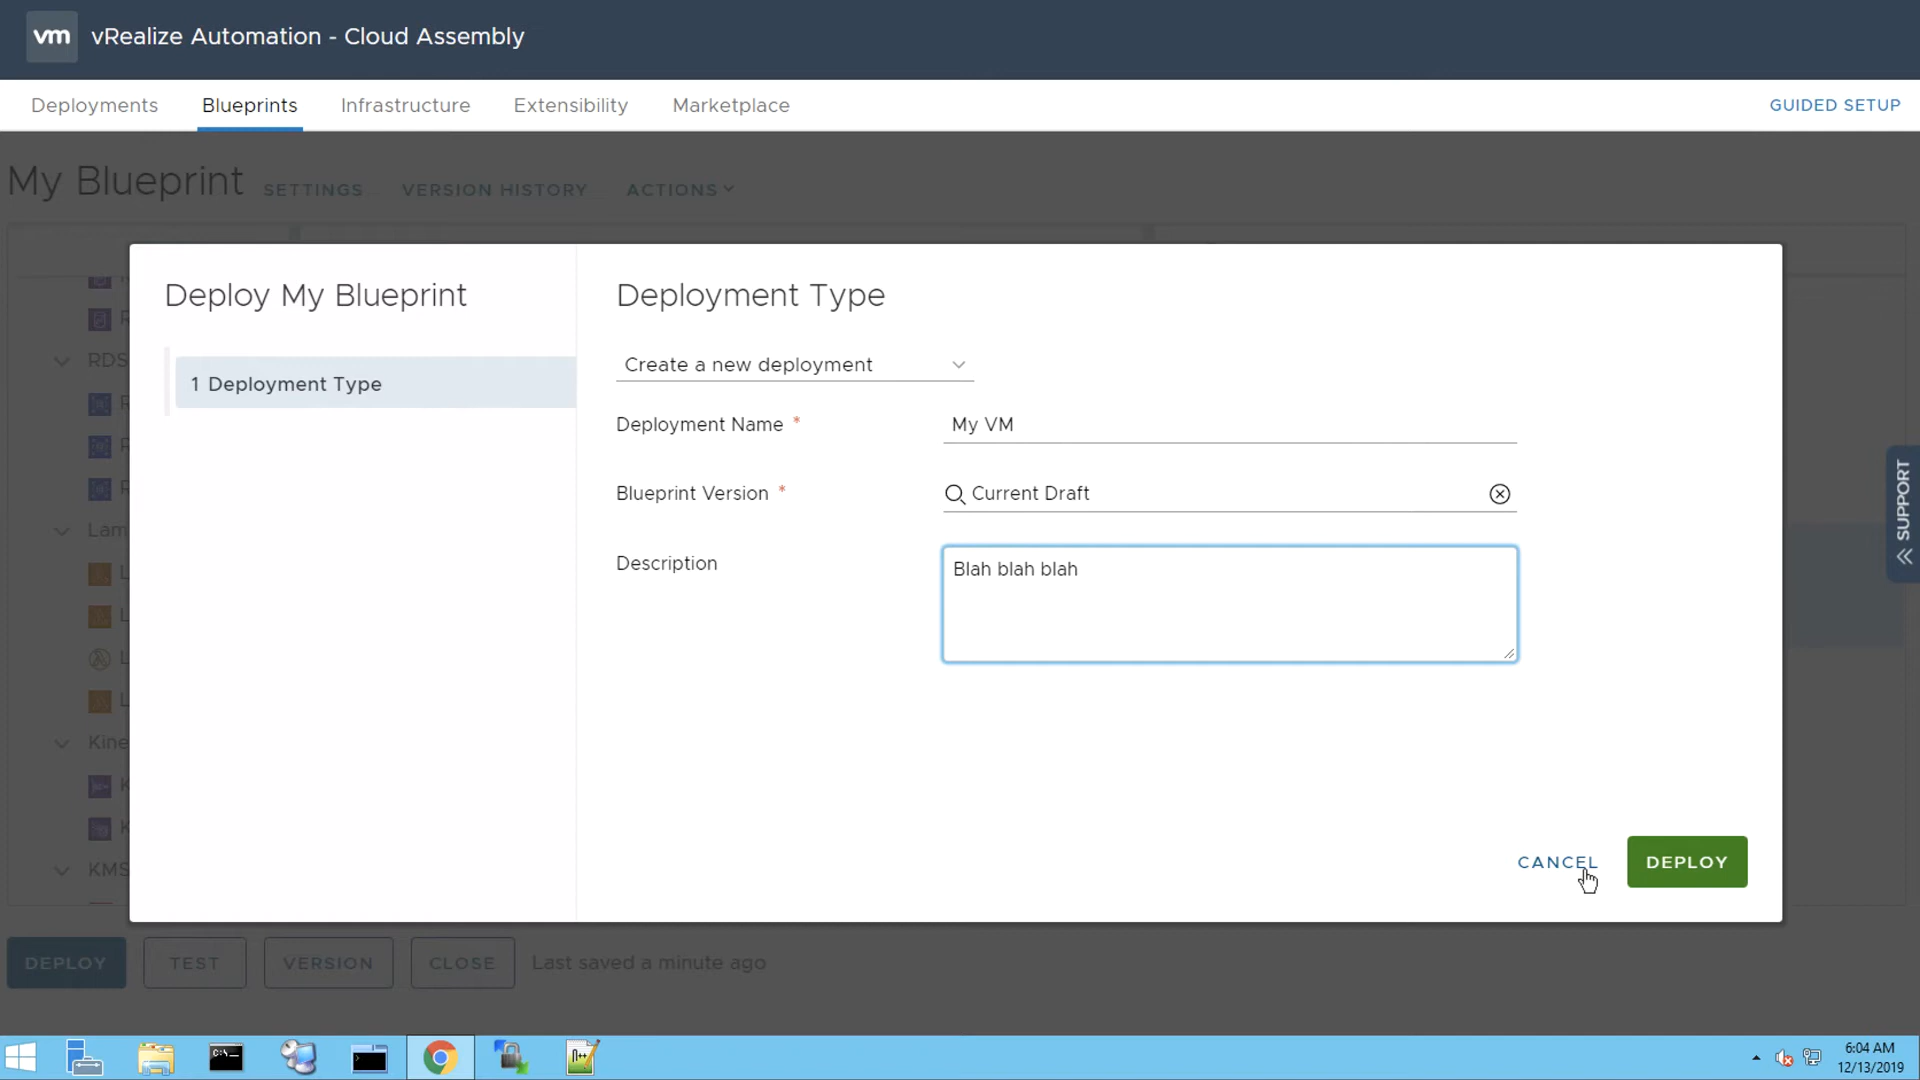 vm vRealize Automation - Cloud Assembly
Deployments Blueprints Infrastructure Extensibility Marketplace GUIDED SETUP
My Blueprint SETTINGS VERSION HISTORY ACTIONS
Deploy My Blueprint
1 Deployment Type
Deployment Type
Create a new deployment
Deployment Name * My VM
Blueprint Version * Current Draft
Description Blah blah blah
CANCEL DEPLOY
RDS
Lam
Kine
KMS
SUPPORT
DEPLOY TEST VERSION CLOSE Last saved a minute ago
6:04 AM
12/13/2019